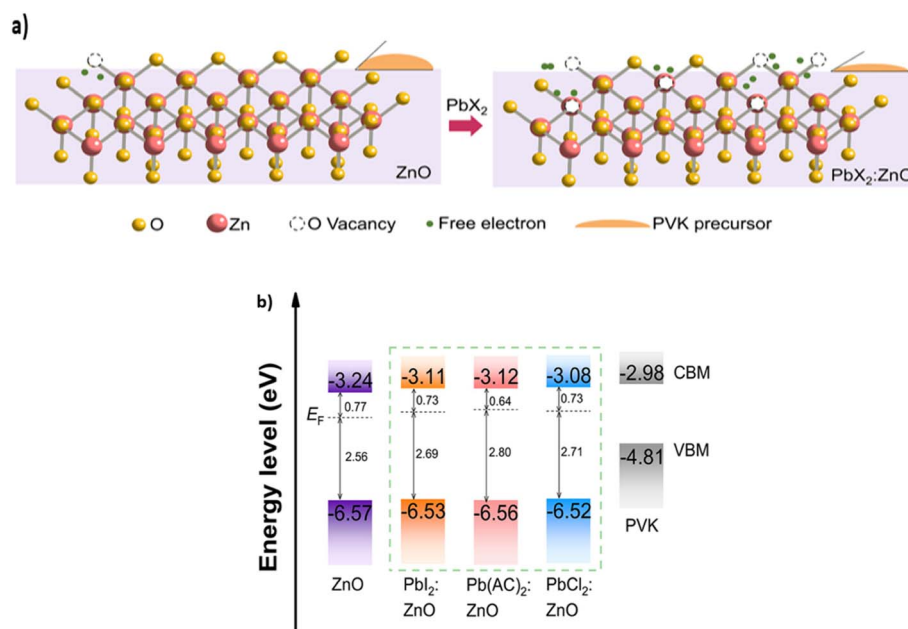 a)
PbX₂
ZnO
PbX₂:ZnO
O
Zn
O Vacancy
Free electron
PVK precursor
b)
Energy level (eV)
-3.24
-3.11
-3.12
-3.08
-2.98
CBM
0.77
0.73
0.64
0.73
E_F
2.56
2.69
2.80
2.71
-4.81
VBM
-6.57
-6.53
-6.56
-6.52
PVK
ZnO
PbI₂:
ZnO
Pb(AC)₂:
ZnO
PbCl₂:
ZnO